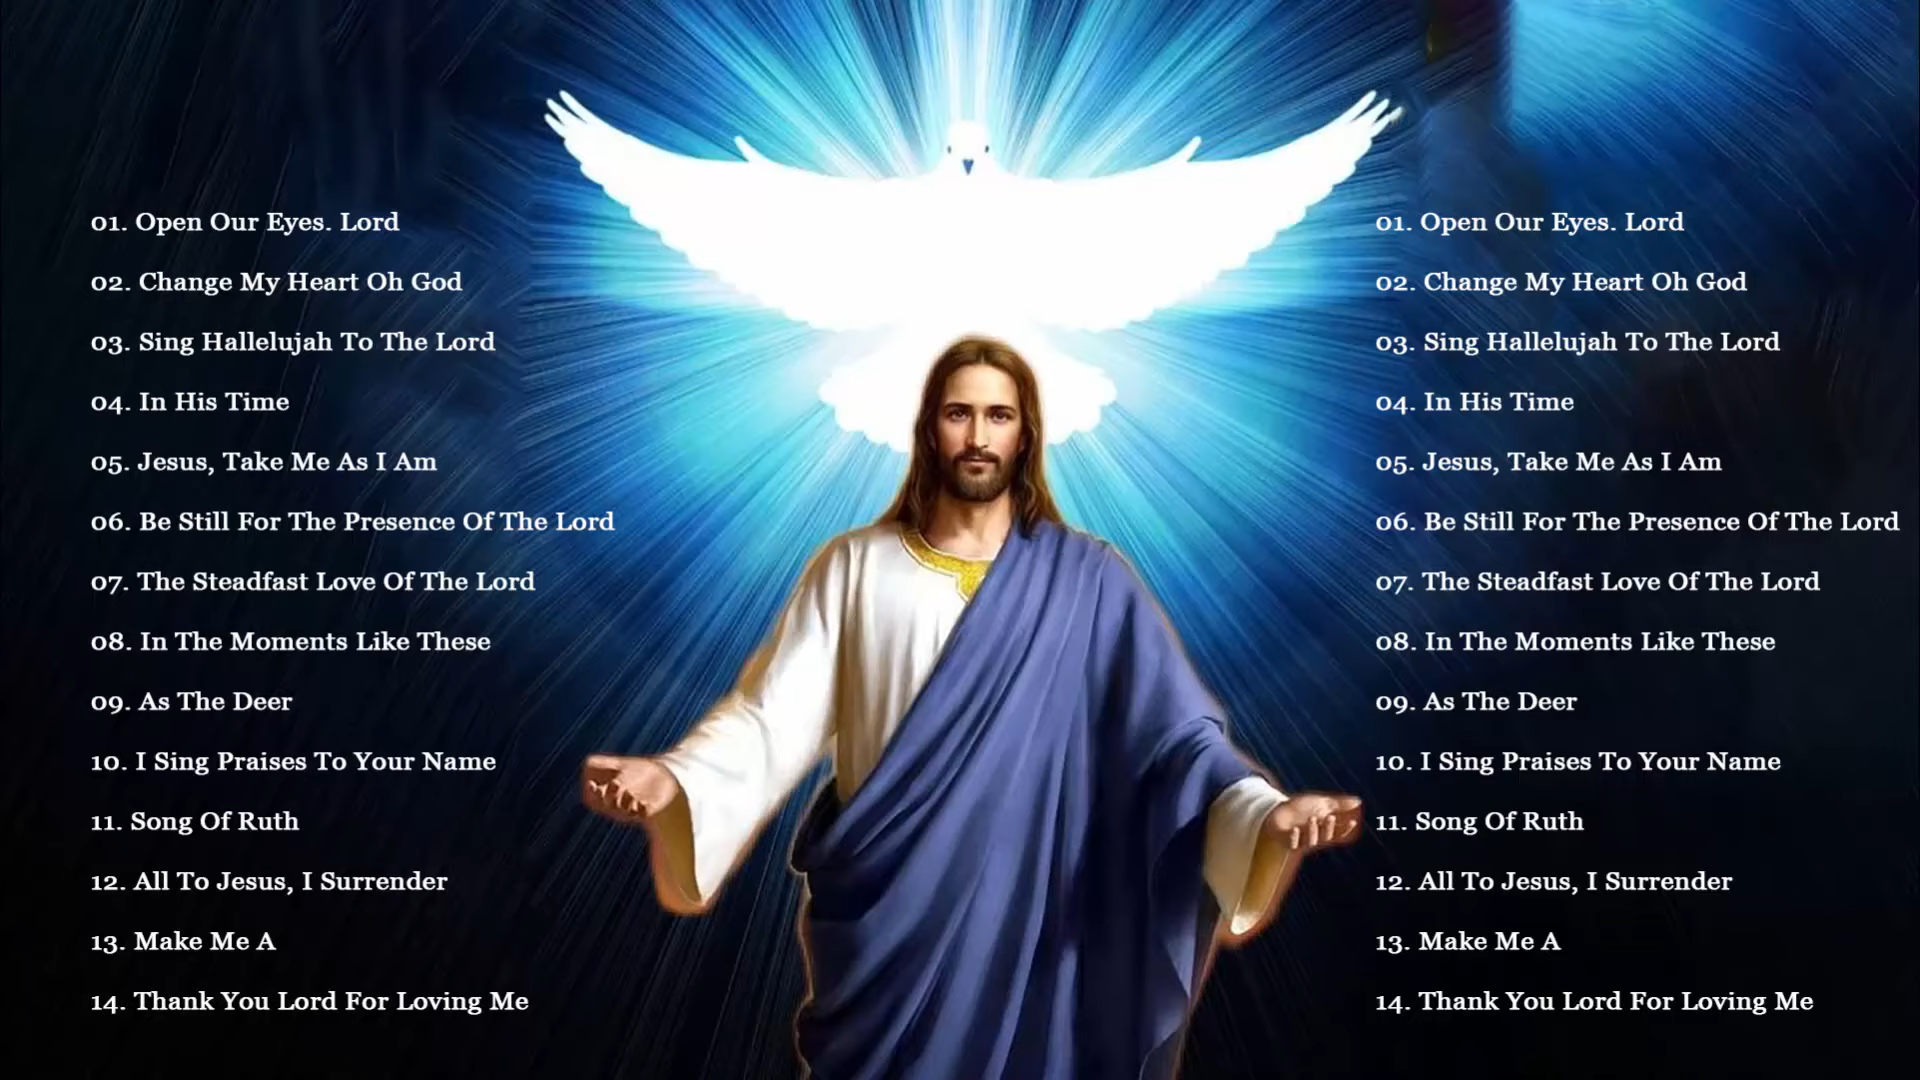 01. Open Our Eyes. Lord
02. Change My Heart Oh God
03. Sing Hallelujah To The Lord
04. In His Time
05. Jesus, Take Me As I Am
06. Be Still For The Presence Of The Lord
07. The Steadfast Love Of The Lord
08. In The Moments Like These
09. As The Deer
10. I Sing Praises To Your Name
11. Song Of Ruth
12. All To Jesus, I Surrender
13. Make Me A
14. Thank You Lord For Loving Me
01. Open Our Eyes. Lord
02. Change My Heart Oh God
03. Sing Hallelujah To The Lord
04. In His Time
05. Jesus, Take Me As I Am
06. Be Still For The Presence Of The Lord
07. The Steadfast Love Of The Lord
08. In The Moments Like These
09. As The Deer
10. I Sing Praises To Your Name
11. Song Of Ruth
12. All To Jesus, I Surrender
13. Make Me A
14. Thank You Lord For Loving Me